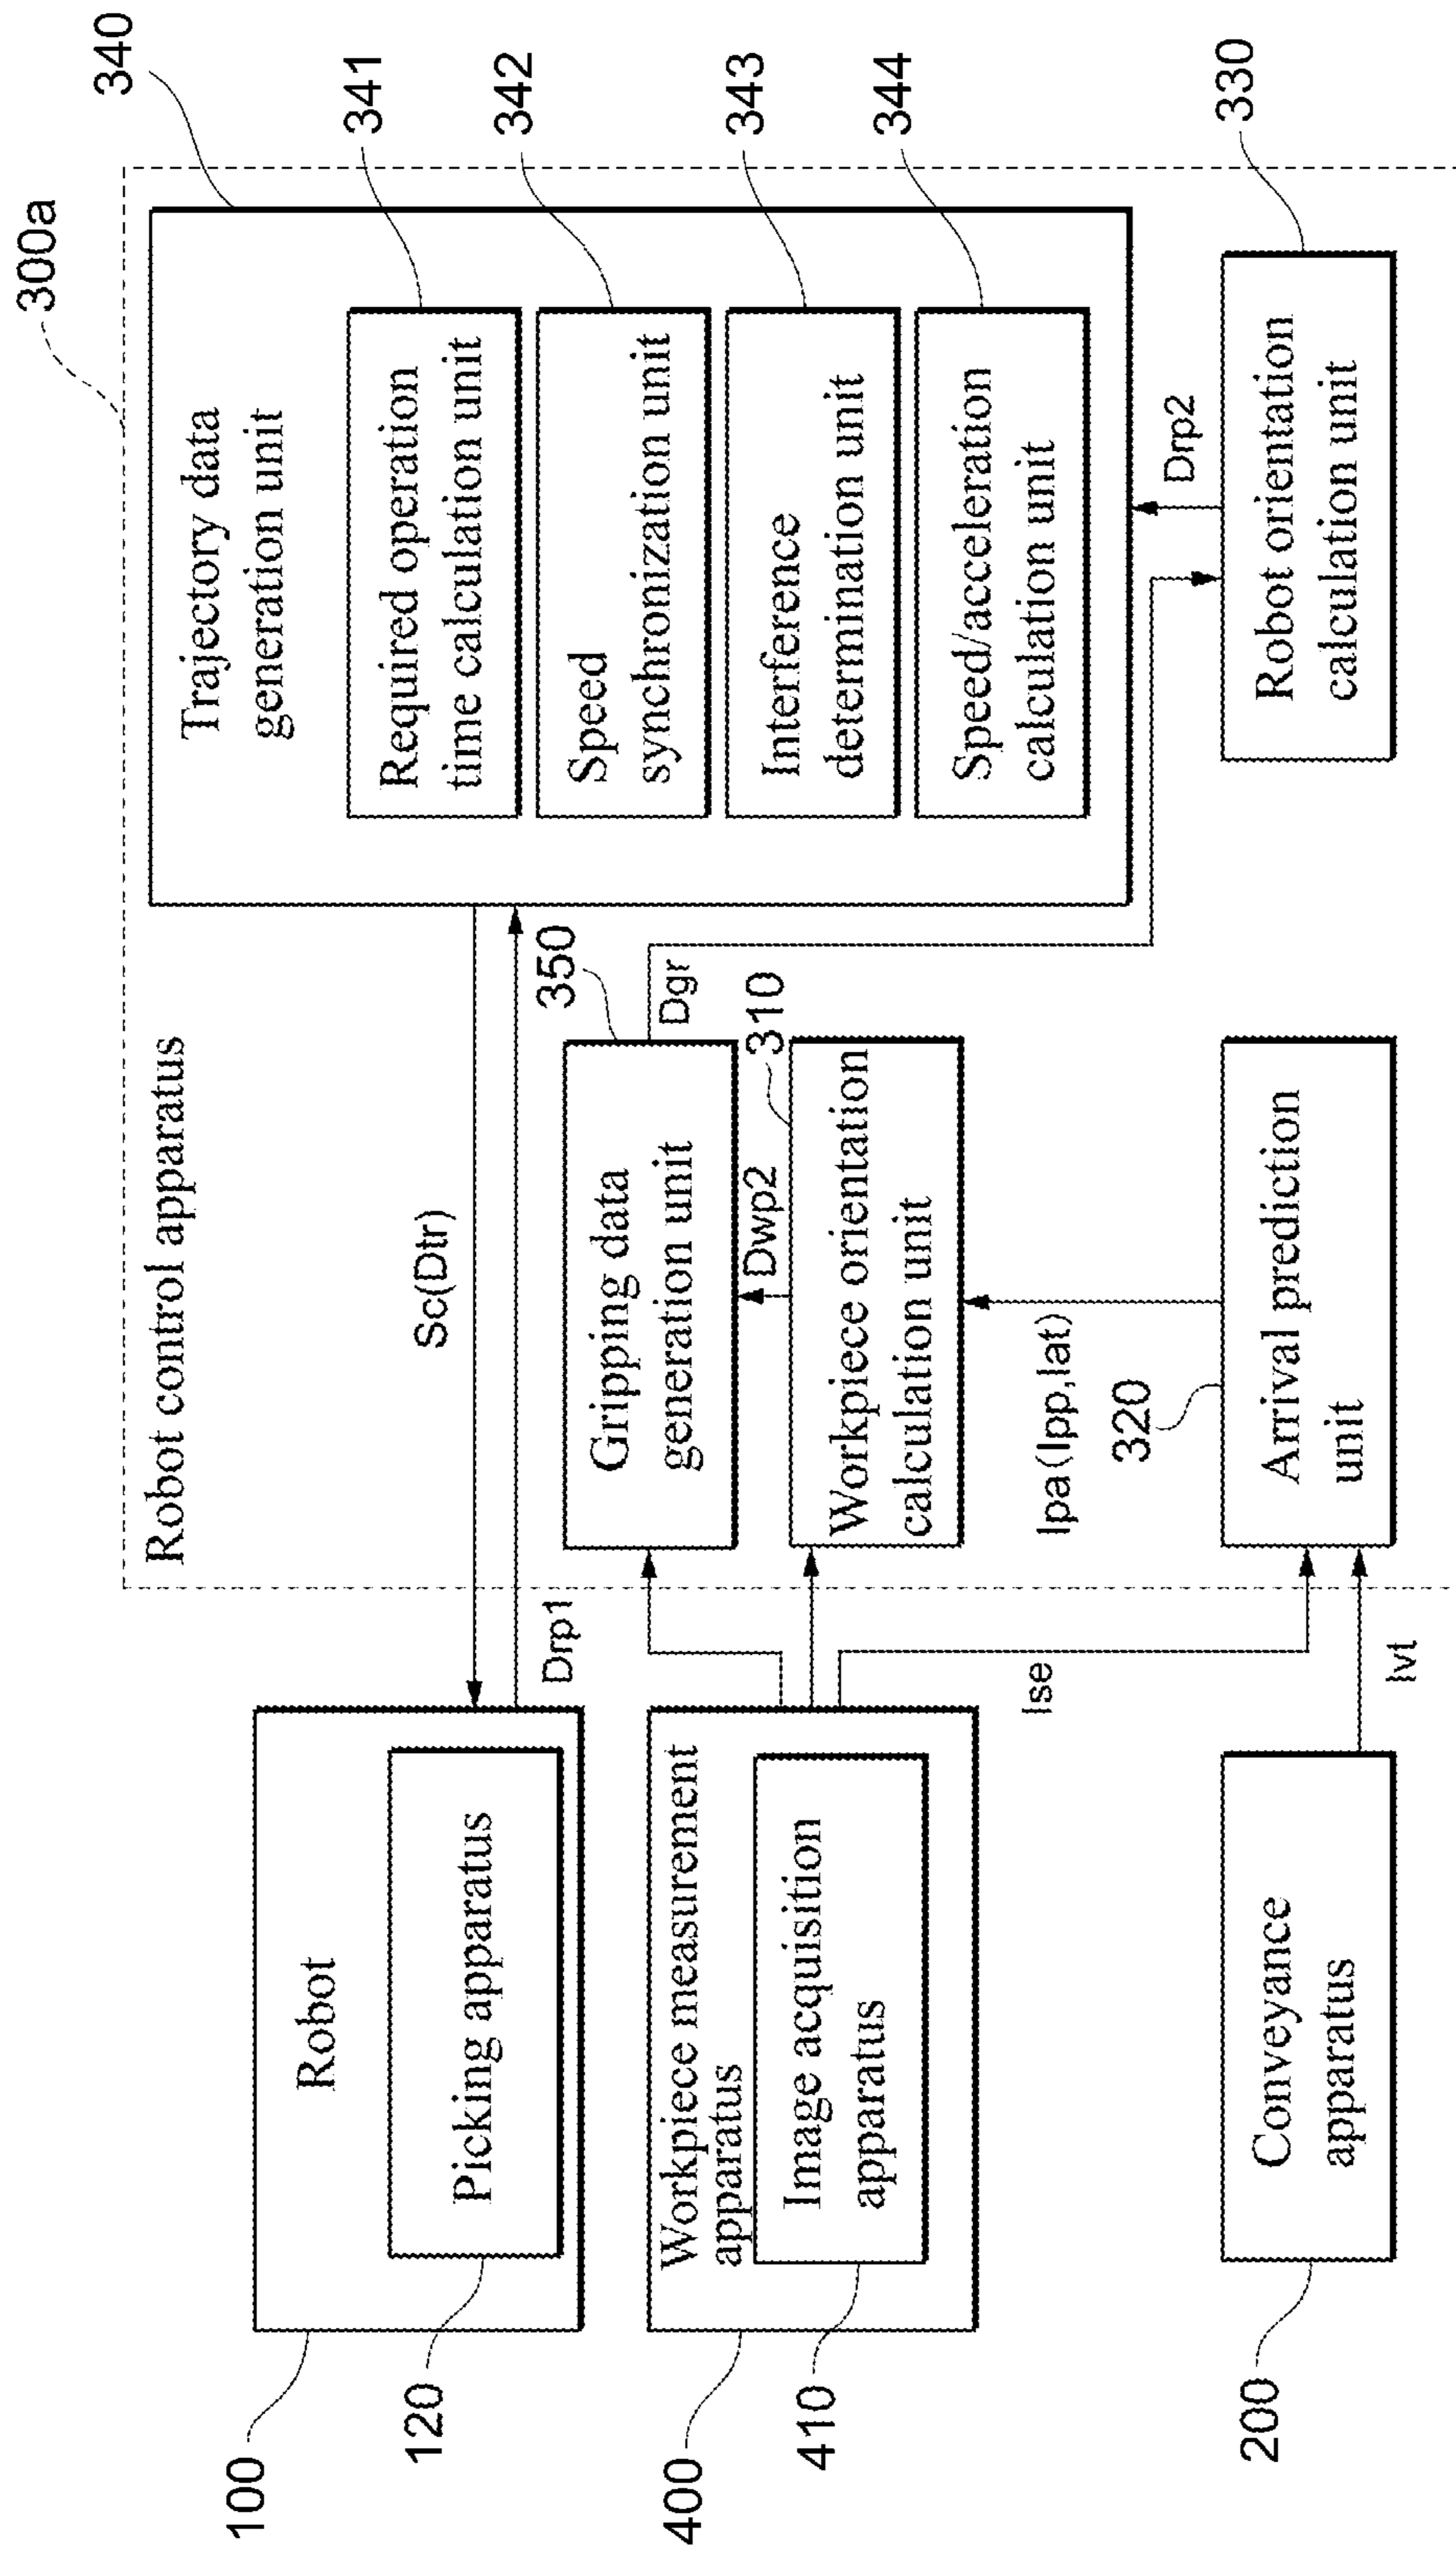 300a
Robot control apparatus
340
Trajectory data
generation unit
341
Required operation
time calculation unit
342
Speed
synchronization unit
343
Interference
determination unit
344
Speed/acceleration
calculation unit
100
Robot
120
Picking apparatus
Sc(Dtr)
Drp1
350
Gripping data
generation unit
Dgr
Dwp2
310
Workpiece orientation
calculation unit
400
Workpiece measurement
apparatus
410
Image acquisition
apparatus
Ise
Ipa(Ipp,Iat)
320
Arrival prediction
unit
Drp2
330
Robot orientation
calculation unit
200
Conveyance
apparatus
Ivt